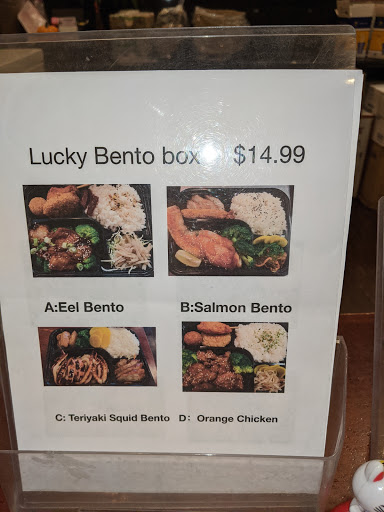 Lucky Bento box $14.99
A:Eel Bento B:Salmon Bento
C: Teriyaki Squid Bento D: Orange Chicken